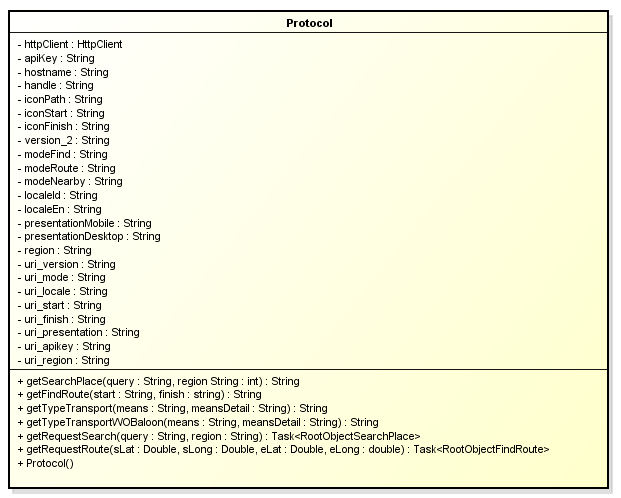 Protocol
- httpClient : HttpClient
- apiKey : String
- hostname : String
- handle : String
- iconPath : String
- iconStart : String
- iconFinish : String
- version_2 : String
- modeFind : String
- modeRoute : String
- modeNearby : String
- localeId : String
- localeEn : String
- presentationMobile : String
- presentationDesktop : String
- region : String
- uri_version : String
- uri_mode : String
- uri_locale : String
- uri_start : String
- uri_finish : String
- uri_presentation : String
- uri_apikey : String
- uri_region : String
+ getSearchPlace(query : String, region String : int) : String
+ getFindRoute(start : String, finish : string) : String
+ getTypeTransport(means : String, meansDetail : String) : String
+ getTypeTransportWOBaloon(means : String, meansDetail : String) : String
+ getRequestSearch(query : String, region : String) : Task<RootObjectSearchPlace>
+ getRequestRoute(sLat : Double, sLong : Double, eLat : Double, eLong : double) : Task<RootObjectFindRoute>
+ Protocol()